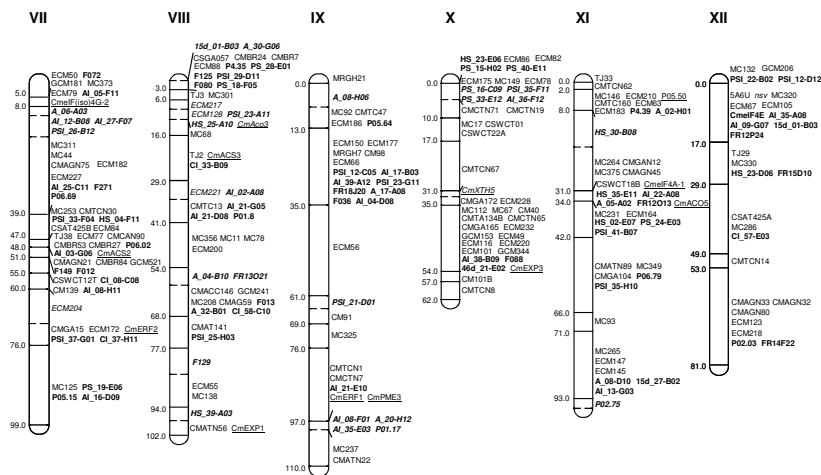 VII
ECM50 F072
GCM181 MC373
5.0
ECM79 AI_05-F11
8.0
CmeIF(iso)4G-2
A_06-A03
AI_12-B08 AI_27-F07
PSI_26-B12
MC311
MC44
CMAGN75 ECM182
ECM227
AI_25-C11 F271
P06.69
39.0
MC253 CMTCN30
PSI_33-F04 HS_04-F11
CSAT425B ECM84
47.0
TJ38 ECM77 CMCAN90
48.0
CMBR53 CMBR27 P06.02
51.0
AI_03-G06 CmACS2
CMAGN21 CMBR84 GCM521
55.0
F149 F012
CSWCT12T CI_08-C08
60.0
CM139 AI_08-H11
ECM204
CMGA15 ECM172 CmERF2
76.0
PSI_37-G01 CI_37-H11
MC125 PS_19-E06
P05.15 AI_16-D09
99.0
VIII
15d_01-B03 A_30-G06
CSGA057 CMBR24 CMBR7
ECM88 P4.35 PS_28-E01
F125 PSI_29-D11
3.0
F080 PS_18-F05
6.0
TJ3 MC301
ECM217
ECM128 PSI_23-A11
HS_25-A10 CmAco3
16.0
MC68
TJ2 CmACS3
CI_33-B09
29.0
ECM221 AI_02-A08
CMTC13 AI_21-G05
41.0
AI_21-D08 P01.8
MC356 MC11 MC78
ECM200
54.0
A_04-B10 FR13O21
CMACC146 GCM241
MC208 CMAG59 F013
68.0
A_32-B01 CI_58-C10
CMAT141
PSI_25-H03
77.0
F129
ECM55
MC138
94.0
HS_39-A03
102.0
CMATN56 CmEXP1
IX
0.0
MRGH21
A_08-H06
MC92 CMTC47
13.0
ECM186 P05.64
ECM150 ECM177
MRGH7 CM98
ECM66
PSI_12-C05 AI_17-B03
AI_39-A12 PSI_23-G11
FR18J20 A_17-A08
35.0
F036 AI_04-D08
ECM56
61.0
PSI_21-D01
CM91
69.0
MC325
76.0
CMTCN1
CMCTN7
AI_21-E10
CmERF1 CmPME3
97.0
AI_08-F01 A_20-H12
AI_35-E03 P01.17
MC237
CMATN22
110.0
X
HS_23-E06 ECM86 ECM82
PS_15-H02 PS_40-E11
0.0
ECM175 MC149 ECM78
PS_16-C09 PSI_35-F11
PS_33-E12 AI_36-F12
CMCTN71 CMCTN19
10.0
MC17 CSWCT01
17.0
CSWCT22A
CMTCN67
31.0
CmXTH5
35.0
CMGA172 ECM228
MC112 MC67 CM40
CMTA134B CMTCN65
CMGA165 ECM232
GCM153 ECM49
ECM116 ECM220
ECM101 GCM344
AI_38-B09 F088
54.0
46d_21-E02 CmEXP3
57.0
CM101B
62.0
CMTCN8
XI
0.0
TJ33
2.0
CMTCN62
MC146 ECM210 P05.50
CMTC160 ECM63
8.0
ECM183 P4.39 A_02-H01
HS_30-B08
MC264 CMGAN12
MC375 CMGAN45
31.0
CSWCT18B CmeIF4A-1
HS_35-E11 AI_22-A08
34.0
A_05-A02 FR12O13 CmACO5
MC231 ECM164
HS_02-E07 PS_24-E03
42.0
PSI_41-B07
CMATN89 MC349
CMGA104 P06.79
PSI_35-H10
66.0
MC93
71.0
MC265
ECM147
ECM145
A_08-D10 15d_27-B02
93.0
AI_13-G03
P02.75
XII
MC132 GCM206
0.0
PSI_22-B02 PSI_12-D12
5A6U nsv MC320
ECM67 ECM105
CmeIF4E AI_35-A08
AI_09-G07 15d_01-B03
17.0
FR12P24
TJ29
MC330
29.0
HS_23-D06 FR15D10
CSAT425A
MC286
CI_57-E03
49.0
CMTCN14
53.0
CMAGN33 CMAGN32
CMAGN80
ECM123
ECM218
81.0
P02.03 FR14F22